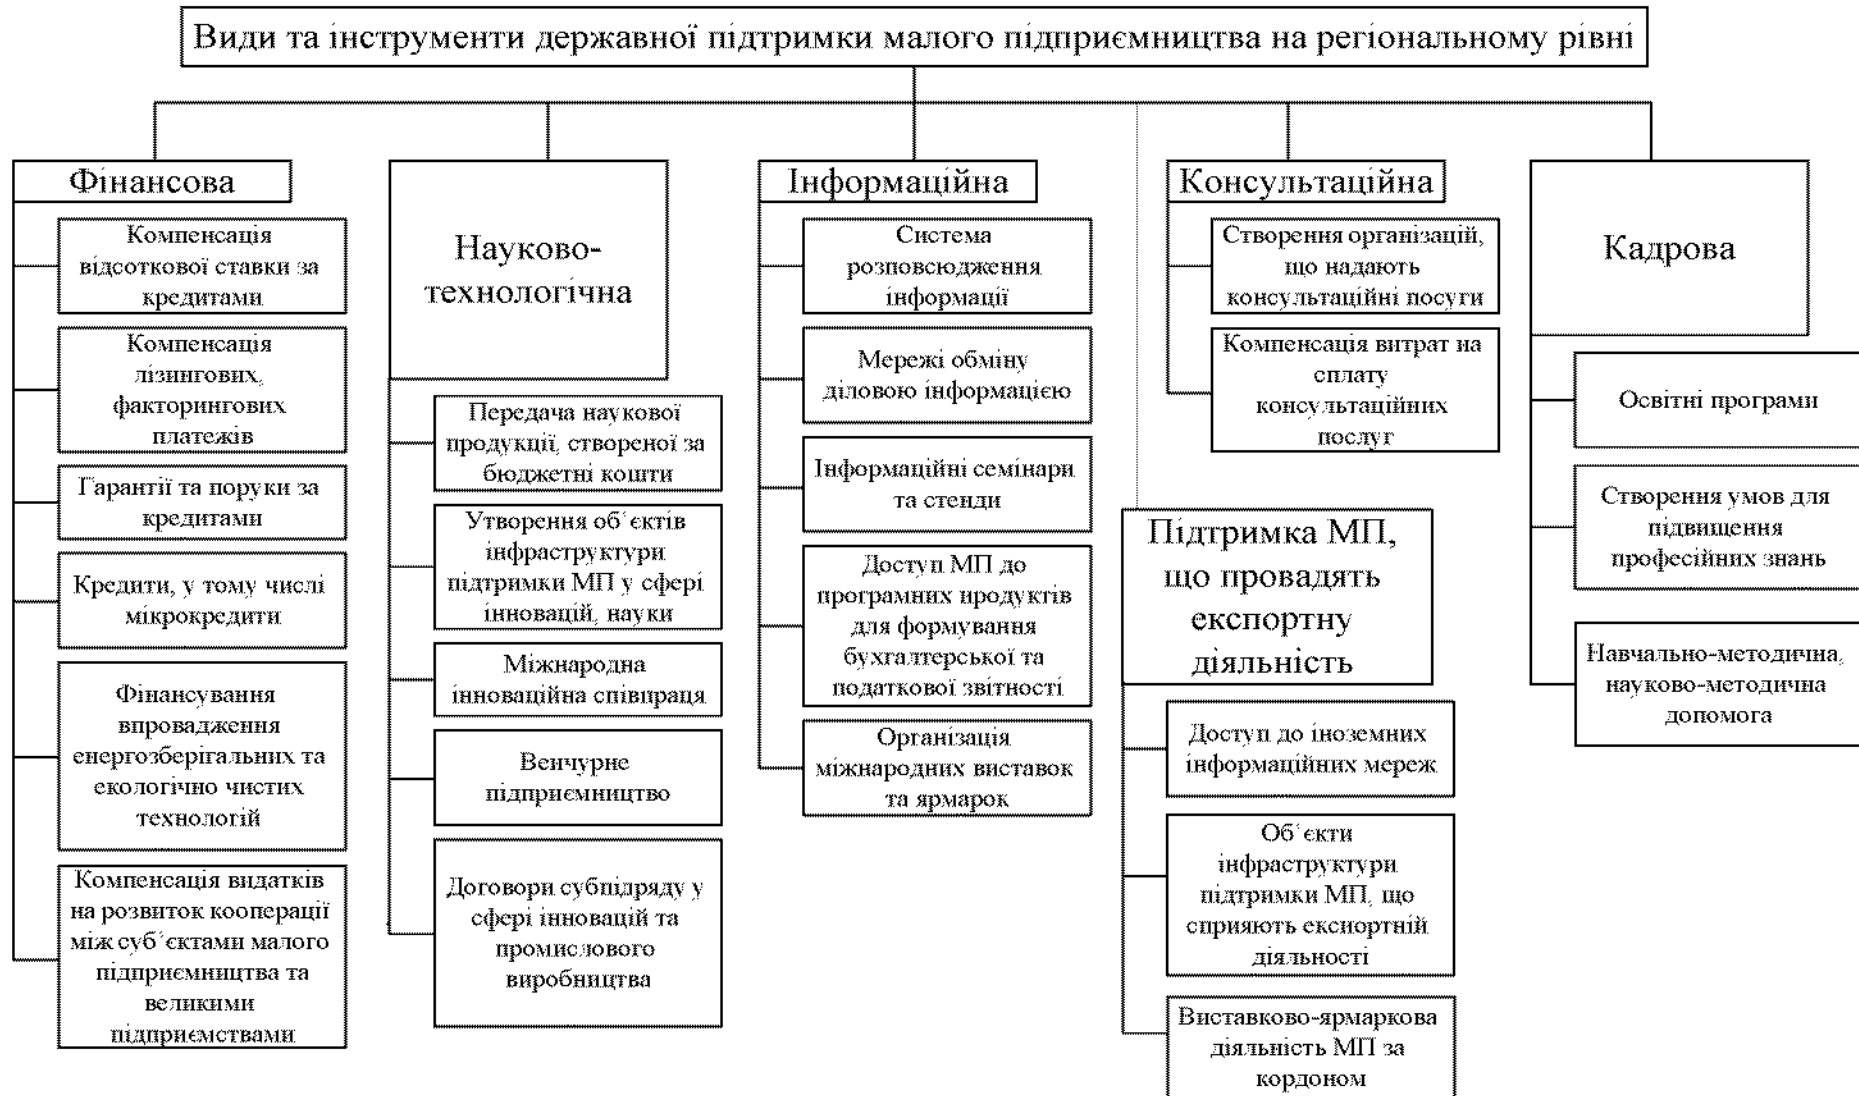 Види та інструменти державної підтримки малого підприємництва на регіональному рівні
Фінансова
Компенсація
відсоткової ставки за
кредитами
Компенсація
лізингових,
факторингових
платежів
Гарантії та поруки за
кредитами
Кредити, у тому числі
мікрокредити
Фінансування
впровадження
енергозберігальних та
екологічно чистих
технологій
Компенсація видатків
на розвиток кооперації
між суб´єктами малого
підприємництва та
великими
підприємствами
Науково-
технологічна
Передача наукової
продукції, створеної за
бюджетні кошти
Утворення об´єктів
інфраструктури
підтримки МП у сфері
інновацій, науки
Міжнародна
інноваційна співпраця
Венчурне
підприємництво
Договори субпідряду у
сфері інновацій та
промислового
виробництва
Інформаційна
Система
розповсюдження
інформації
Мережі обміну
діловою інформацією
Інформаційні семінари
та стенди
Доступ МП до
програмних продуктів
для формування
бухгалтерської та
податкової звітності
Організація
міжнародних виставок
та ярмарок
Консультаційна
Створення організацій,
що надають
консультаційні посуги
Компенсація витрат на
сплату
консультаційних
послуг
Підтримка МП,
що провадять
експортну
діяльність
Доступ до іноземних
інформаційних мереж
Об´єкти
інфраструктури
підтримки МП, що
сприяють експортній
діяльності
Виставково-ярмаркова
діяльність МП за
кордоном
Кадрова
Освітні програми
Створення умов для
підвищення
професійних знань
Навчально-методична,
науково-методична
допомога